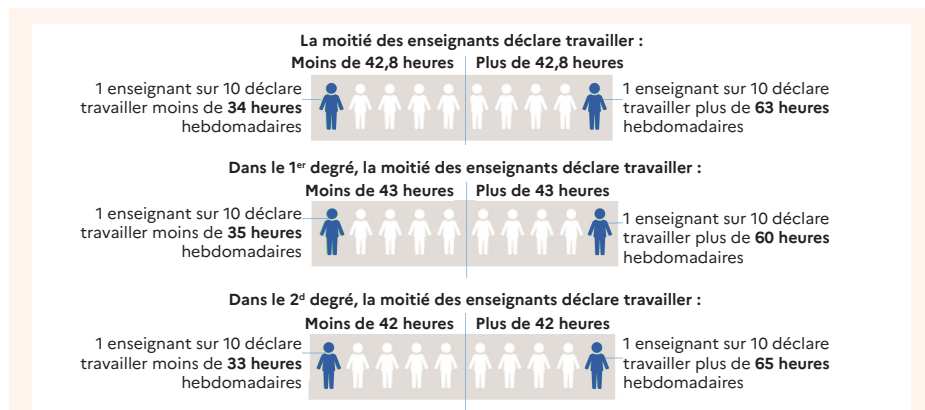 La moitié des enseignants déclare travailler :
Moins de 42,8 heures Plus de 42,8 heures
1 enseignant sur 10 déclare
travailler moins de 34 heures
hebdomadaires
1 enseignant sur 10 déclare
travailler plus de 63 heures
hebdomadaires
Dans le 1er degré, la moitié des enseignants déclare travailler :
Moins de 43 heures Plus de 43 heures
1 enseignant sur 10 déclare
travailler moins de 35 heures
hebdomadaires
1 enseignant sur 10 déclare
travailler plus de 60 heures
hebdomadaires
Dans le 2d degré, la moitié des enseignants déclare travailler :
Moins de 42 heures Plus de 42 heures
1 enseignant sur 10 déclare
travailler moins de 33 heures
hebdomadaires
1 enseignant sur 10 déclare
travailler plus de 65 heures
hebdomadaires